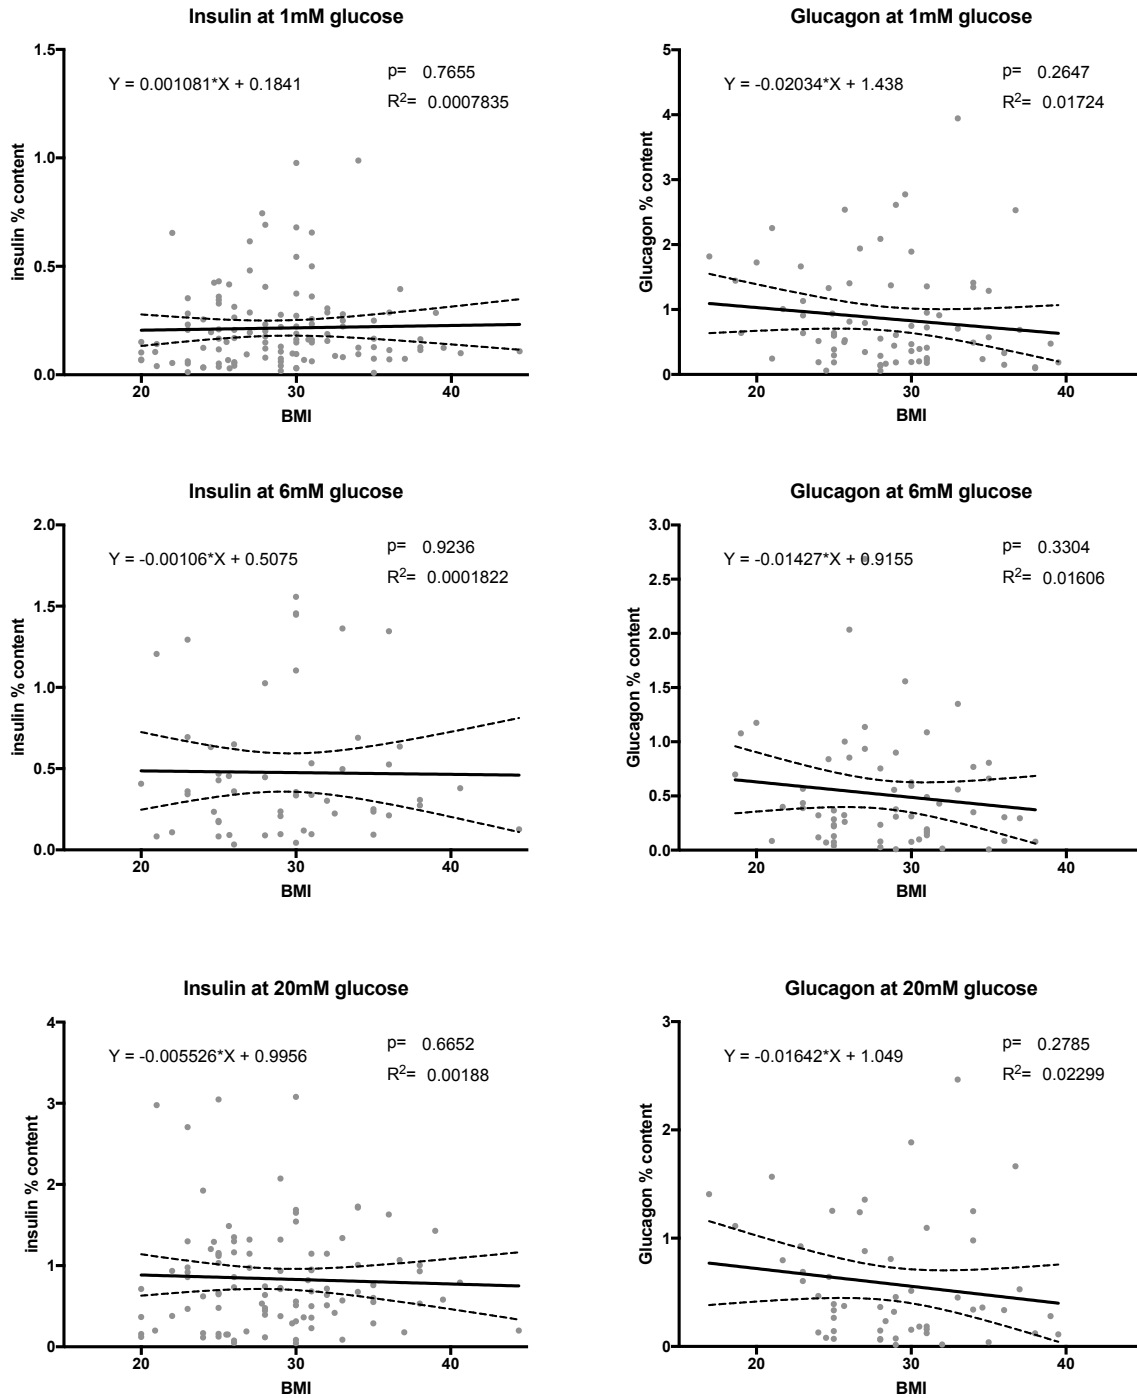 Insulin at 1mM glucose
Y = 0.001081*X + 0.1841
p= 0.7655
R²= 0.0007835
insulin % content
1.5
1.0
0.5
0.0
20 30 40
BMI
Glucagon at 1mM glucose
Y = -0.02034*X + 1.438
p= 0.2647
R²= 0.01724
Glucagon % content
5
4
3
2
1
0
20 30 40
BMI
Insulin at 6mM glucose
Y = -0.00106*X + 0.5075
p= 0.9236
R²= 0.0001822
insulin % content
2.0
1.5
1.0
0.5
0.0
20 30 40
BMI
Glucagon at 6mM glucose
Y = -0.01427*X + 0.9155
p= 0.3304
R²= 0.01606
Glucagon % content
3.0
2.5
2.0
1.5
1.0
0.5
0.0
20 30 40
BMI
Insulin at 20mM glucose
Y = -0.005526*X + 0.9956
p= 0.6652
R²= 0.00188
insulin % content
4
3
2
1
0
20 30 40
BMI
Glucagon at 20mM glucose
Y = -0.01642*X + 1.049
p= 0.2785
R²= 0.02299
Glucagon % content
3
2
1
0
20 30 40
BMI